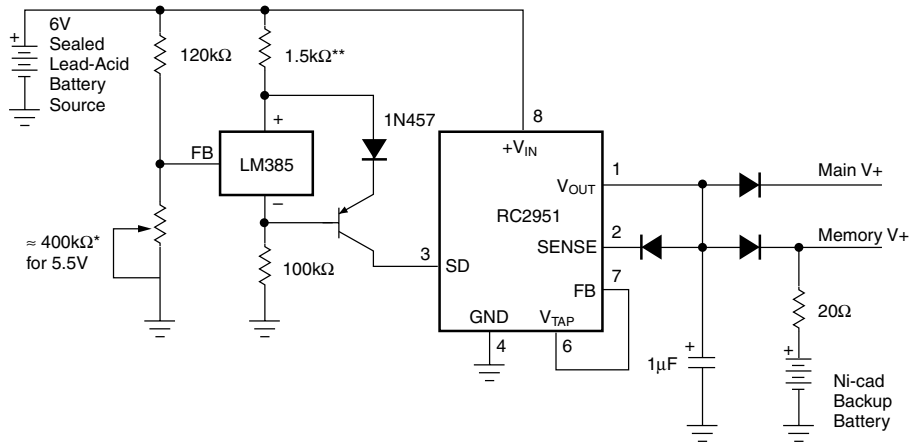 6V
Sealed
Lead-Acid
Battery
Source
+
120kΩ
1.5kΩ**
1N457
+
FB
LM385
–
≈ 400kΩ*
for 5.5V
100kΩ
3
SD
8
+VIN
1
VOUT
RC2951
SENSE
2
7
FB
GND
VTAP
4
6
Main V+
Memory V+
20Ω
+
1µF
+
Ni-cad
Backup
Battery